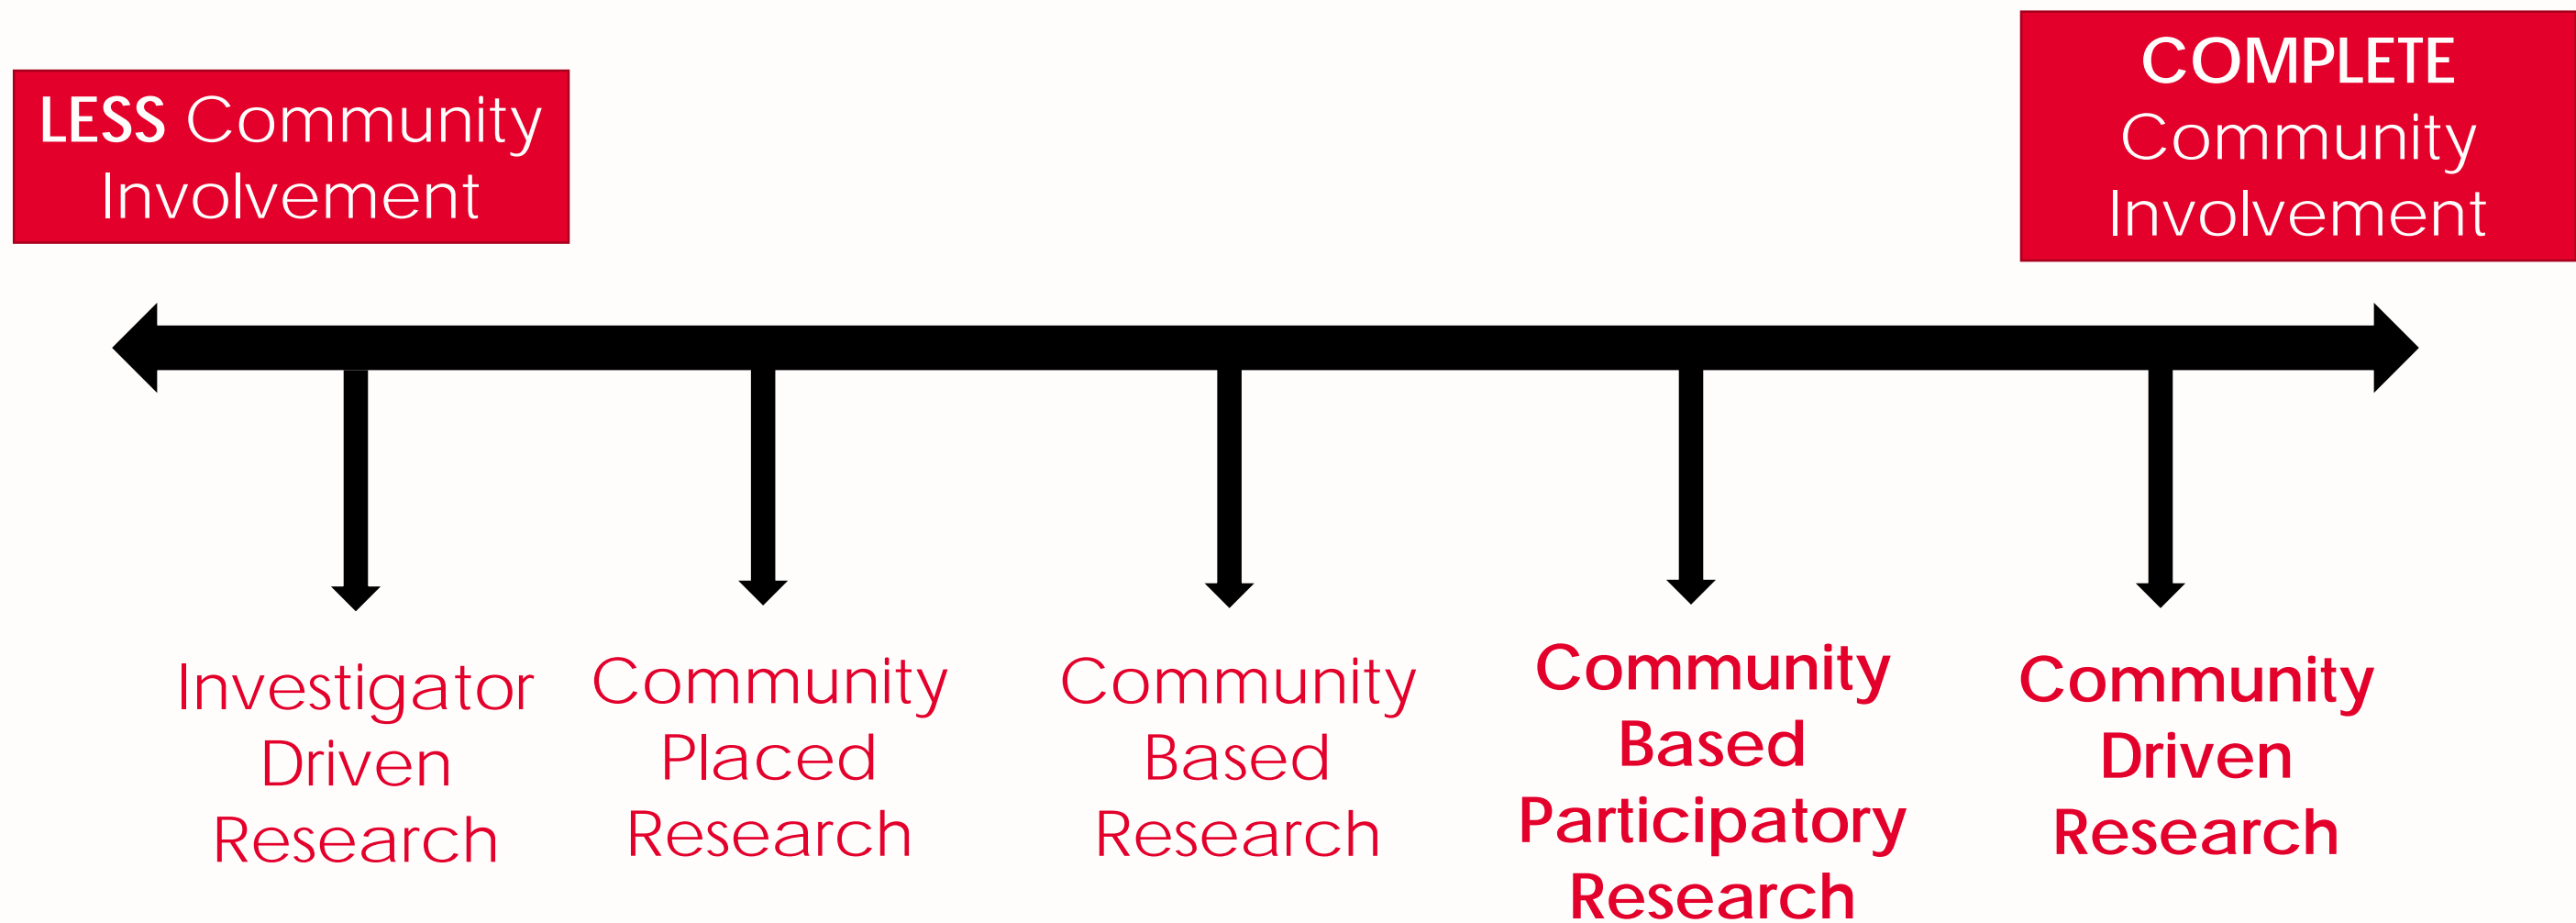 LESS Community
Involvement
COMPLETE
Community
Involvement
Investigator
Driven
Research
Community
Placed
Research
Community
Based
Research
Community
Based
Participatory
Research
Community
Driven
Research